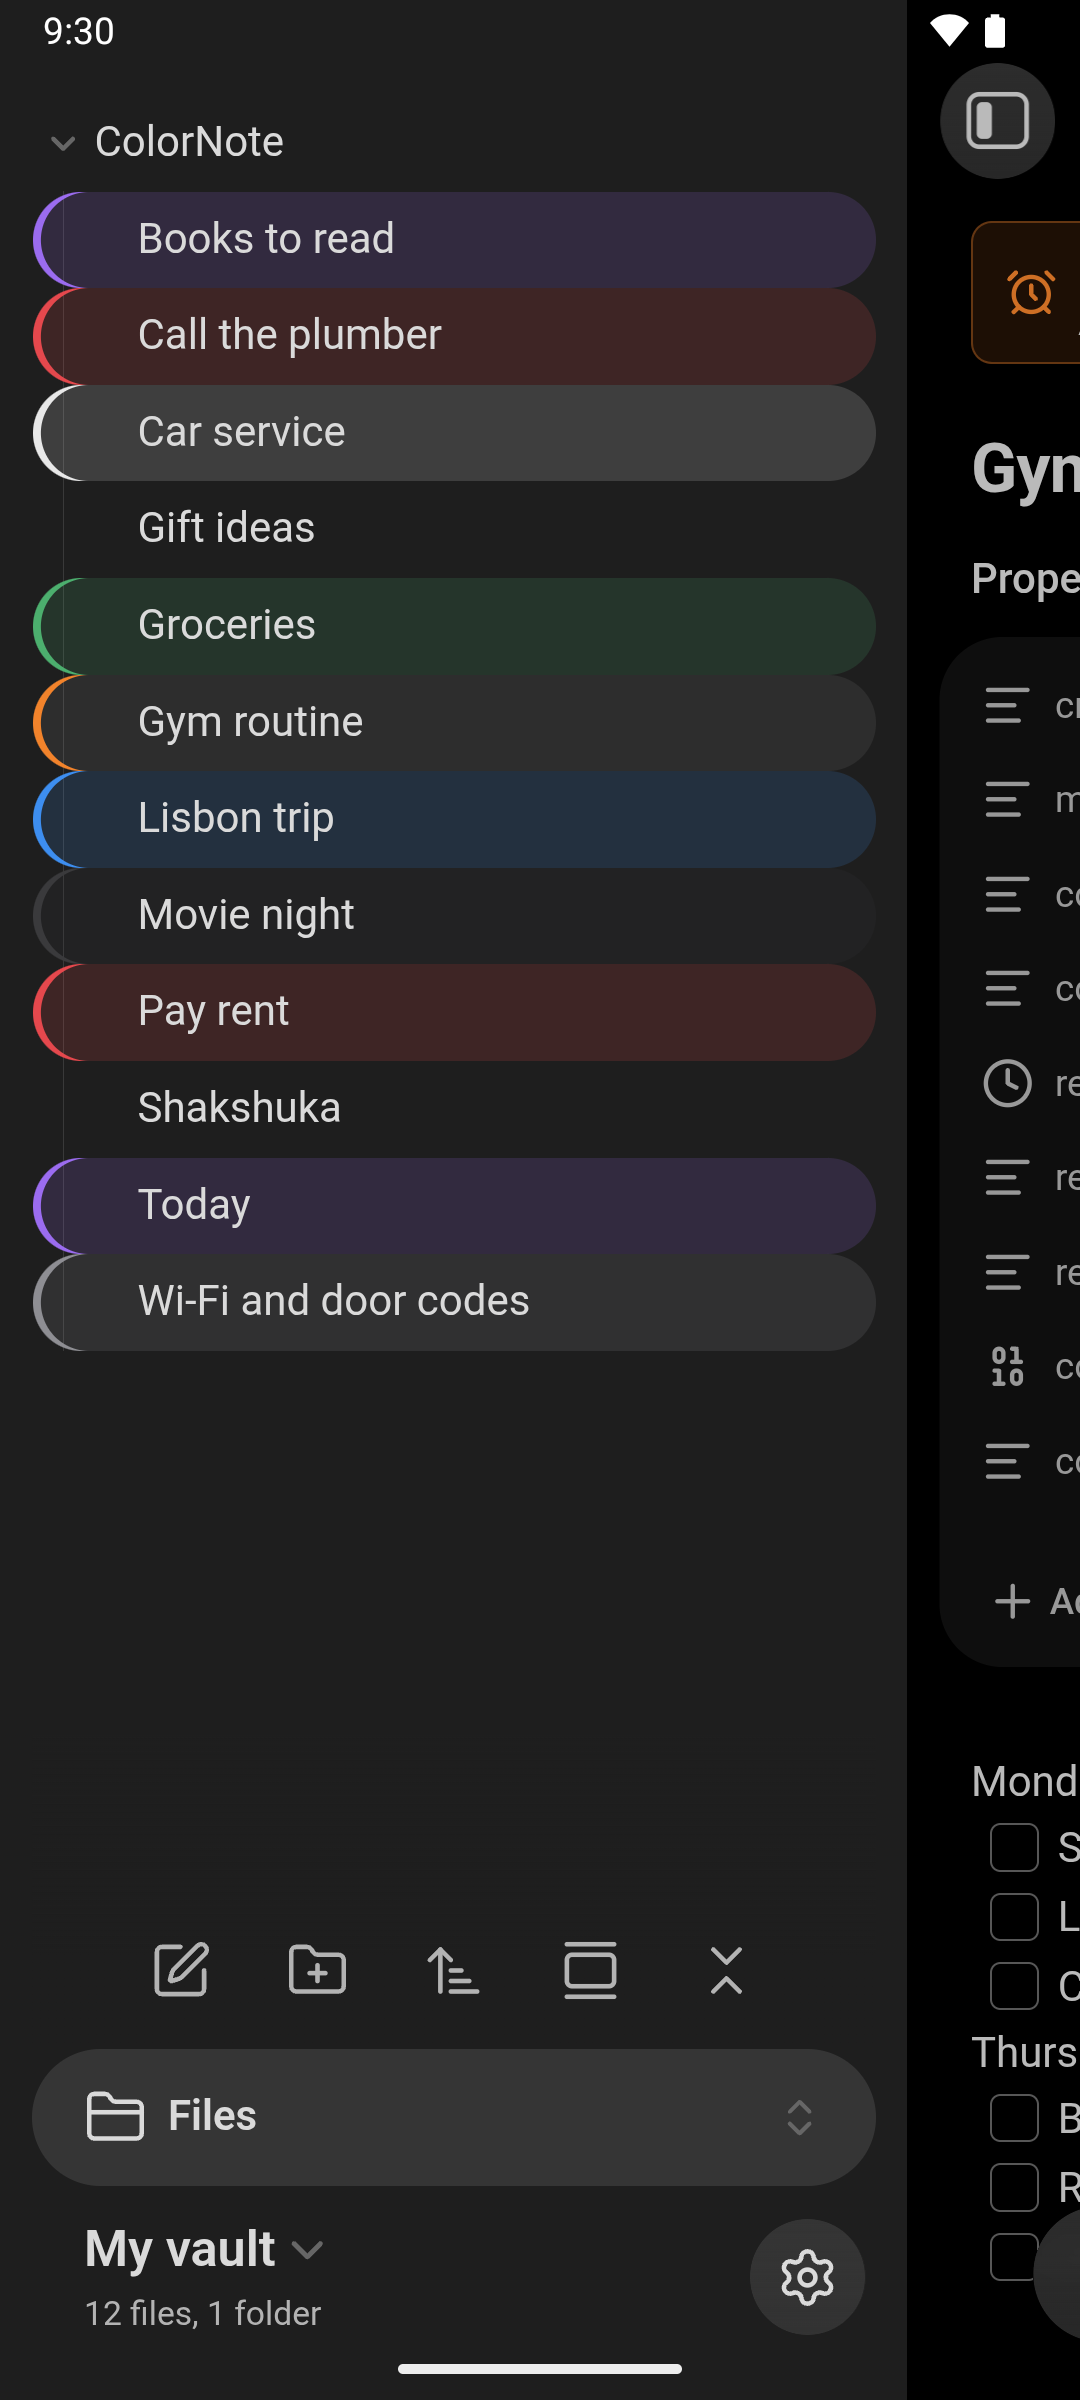 9:30
ColorNote
Books to read
Call the plumber
Car service
Gift ideas
Groceries
Gym routine
Lisbon trip
Movie night
Pay rent
Shakshuka
Today
Wi-Fi and door codes
Files
My vault
12 files, 1 folder